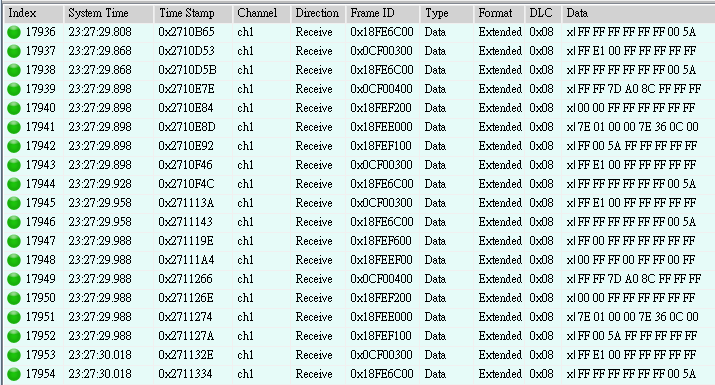 Index System Time Time Stamp Channel Direction Frame ID Type Format DLC Data
17936 23:27:29.808 0x2710B65 ch1 Receive 0x18FE6C00 Data Extended 0x08 x|FF FF FF FF FF FF 00 5A
17937 23:27:29.868 0x2710D53 ch1 Receive 0x0CF00300 Data Extended 0x08 x|FF E1 00 FF FF FF FF FF
17938 23:27:29.868 0x2710D5B ch1 Receive 0x18FE6C00 Data Extended 0x08 x|FF FF FF FF FF FF 00 5A
17939 23:27:29.898 0x2710E7E ch1 Receive 0x0CF00400 Data Extended 0x08 x|FF FF 7D A0 8C FF FF FF
17940 23:27:29.898 0x2710E84 ch1 Receive 0x18FEF200 Data Extended 0x08 x|00 00 FF FF FF FF FF FF
17941 23:27:29.898 0x2710E8D ch1 Receive 0x18FEE000 Data Extended 0x08 x|7E 01 00 00 7E 36 0C 00
17942 23:27:29.898 0x2710E92 ch1 Receive 0x18FEF100 Data Extended 0x08 x|FF 00 5A FF FF FF FF FF
17943 23:27:29.898 0x2710F46 ch1 Receive 0x0CF00300 Data Extended 0x08 x|FF E1 00 FF FF FF FF FF
17944 23:27:29.928 0x2710F4C ch1 Receive 0x18FE6C00 Data Extended 0x08 x|FF FF FF FF FF FF 00 5A
17945 23:27:29.958 0x271113A ch1 Receive 0x0CF00300 Data Extended 0x08 x|FF E1 00 FF FF FF FF FF
17946 23:27:29.958 0x2711143 ch1 Receive 0x18FE6C00 Data Extended 0x08 x|FF FF FF FF FF FF 00 5A
17947 23:27:29.988 0x271119E ch1 Receive 0x18FEF600 Data Extended 0x08 x|FF 00 FF FF FF FF FF FF
17948 23:27:29.988 0x27111A4 ch1 Receive 0x18FEEF00 Data Extended 0x08 x|FF FF FF 00 FF FF FF FF
17949 23:27:29.988 0x2711266 ch1 Receive 0x0CF00400 Data Extended 0x08 x|FF FF 7D A0 8C FF FF FF
17950 23:27:29.988 0x271126E ch1 Receive 0x18FEF200 Data Extended 0x08 x|00 00 FF FF FF FF FF FF
17951 23:27:29.988 0x2711274 ch1 Receive 0x18FEE000 Data Extended 0x08 x|7E 01 00 00 7E 36 0C 00
17952 23:27:29.988 0x271127A ch1 Receive 0x18FEF100 Data Extended 0x08 x|FF 00 5A FF FF FF FF FF
17953 23:27:30.018 0x271132E ch1 Receive 0x0CF00300 Data Extended 0x08 x|FF E1 00 FF FF FF FF FF
17954 23:27:30.018 0x2711334 ch1 Receive 0x18FE6C00 Data Extended 0x08 x|FF FF FF FF FF FF 00 5A